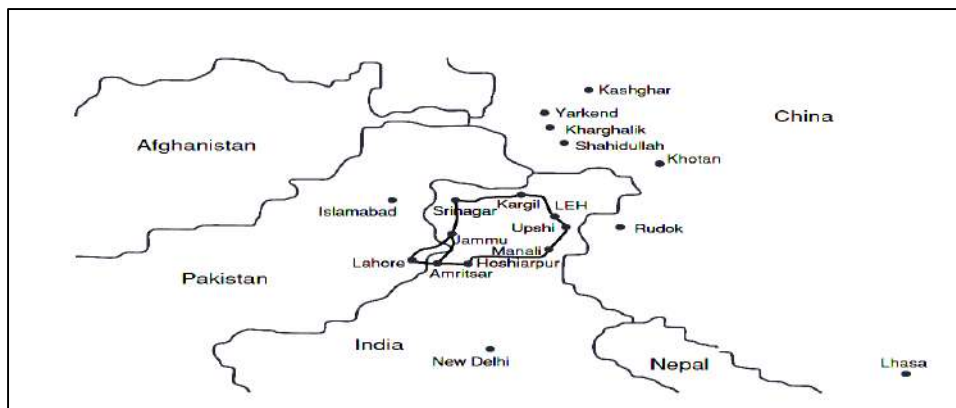 Kashghar
Yarkend
China
Kharghalik
Afghanistan
Shahidullah
Khotan
Kargil
LEH
Islamabad
Srinagar
Upshi
Rudok
Jammu
Manali
Lahore
Hoshiarpur
Amritsar
Pakistan
India
New Delhi
Nepal
Lhasa